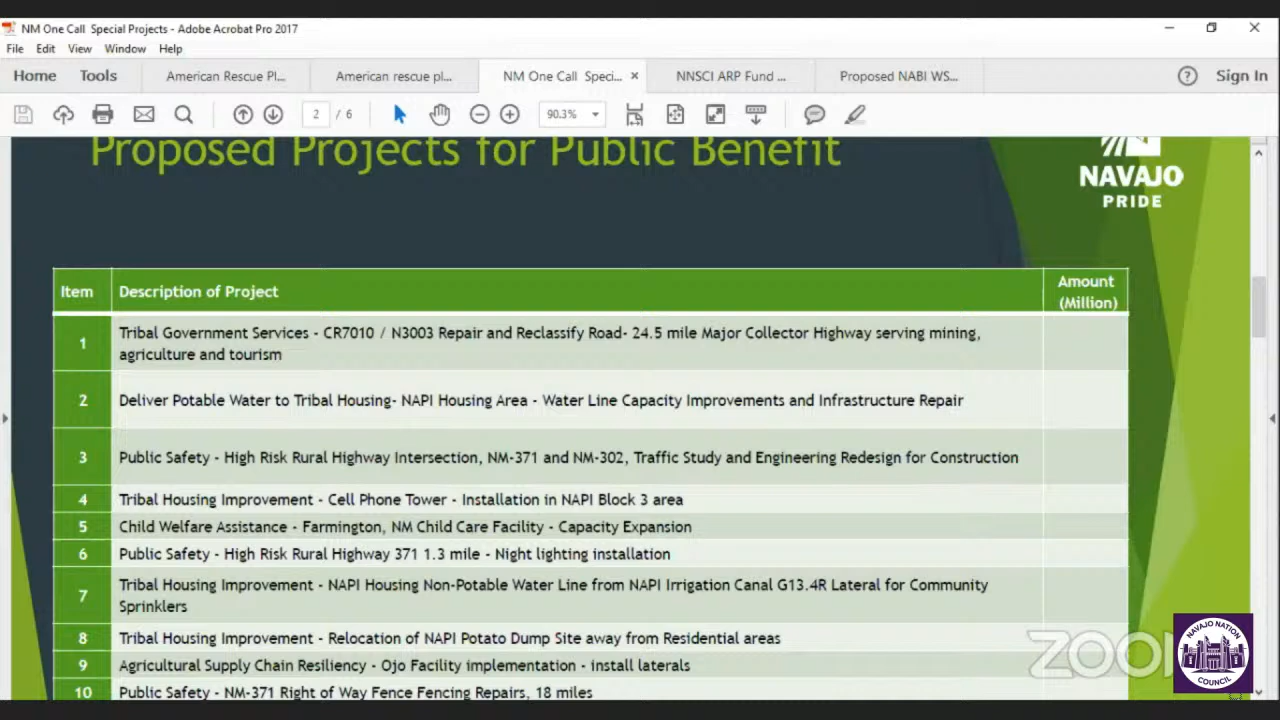 NM One Call  Special Projects - Adobe Acrobat Pro 2017
File Edit View Window Help
Home Tools American Rescue Pl... American rescue pl... NM One Call Speci... × NNSCI ARP Fund ... Proposed NABI WS... ? Sign In
2 / 6 90.3%
Proposed Projects for Public Benefit
NAVAJO
PRIDE
Item Description of Project Amount
(Million)
1 Tribal Government Services - CR7010 / N3003 Repair and Reclassify Road- 24.5 mile Major Collector Highway serving mining,
agriculture and tourism
2 Deliver Potable Water to Tribal Housing- NAPI Housing Area - Water Line Capacity Improvements and Infrastructure Repair
3 Public Safety - High Risk Rural Highway Intersection, NM-371 and NM-302, Traffic Study and Engineering Redesign for Construction
4 Tribal Housing Improvement - Cell Phone Tower - Installation in NAPI Block 3 area
5 Child Welfare Assistance - Farmington, NM Child Care Facility - Capacity Expansion
6 Public Safety - High Risk Rural Highway 371 1.3 mile - Night lighting installation
7 Tribal Housing Improvement - NAPI Housing Non-Potable Water Line from NAPI Irrigation Canal G13.4R Lateral for Community
Sprinklers
8 Tribal Housing Improvement - Relocation of NAPI Potato Dump Site away from Residential areas
9 Agricultural Supply Chain Resiliency - Ojo Facility implementation - install laterals
10 Public Safety - NM-371 Right of Way Fence Fencing Repairs, 18 miles
ZOO
NAVAJO NATION
COUNCIL